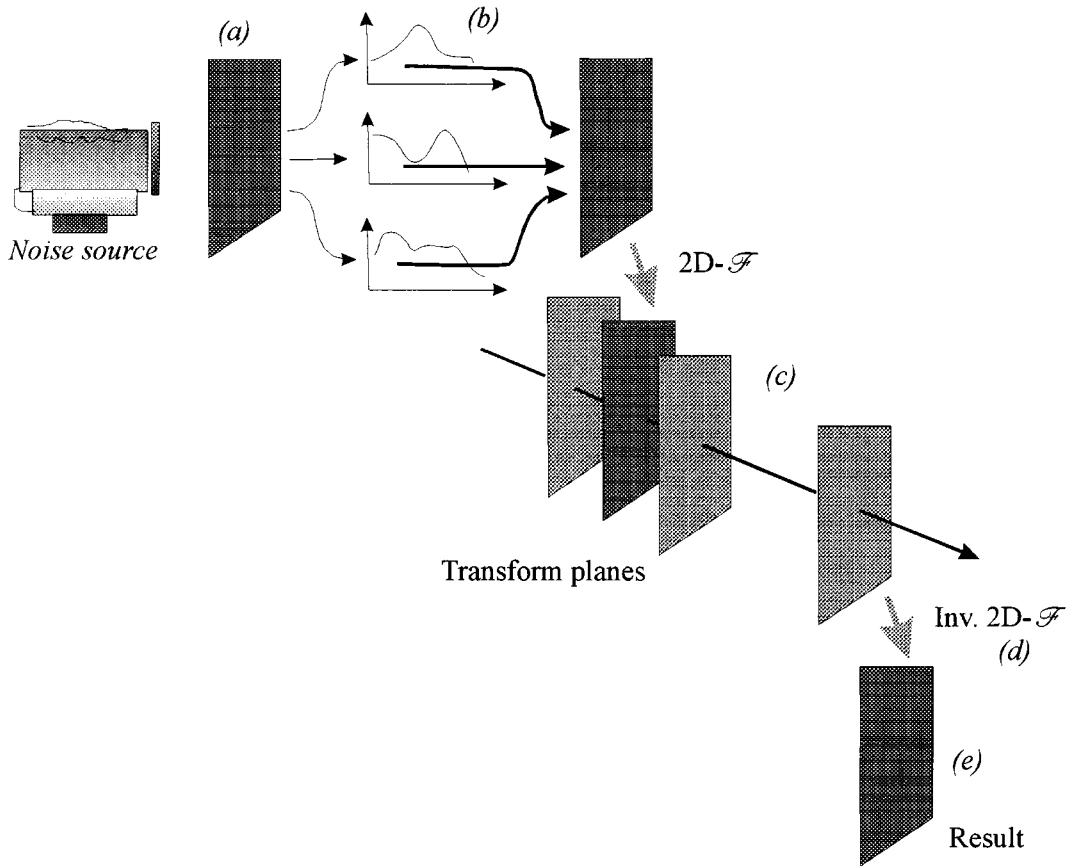 (a)
(b)
Noise source
2D-ℱ
(c)
Transform planes
Inv. 2D-ℱ
(d)
(e)
Result